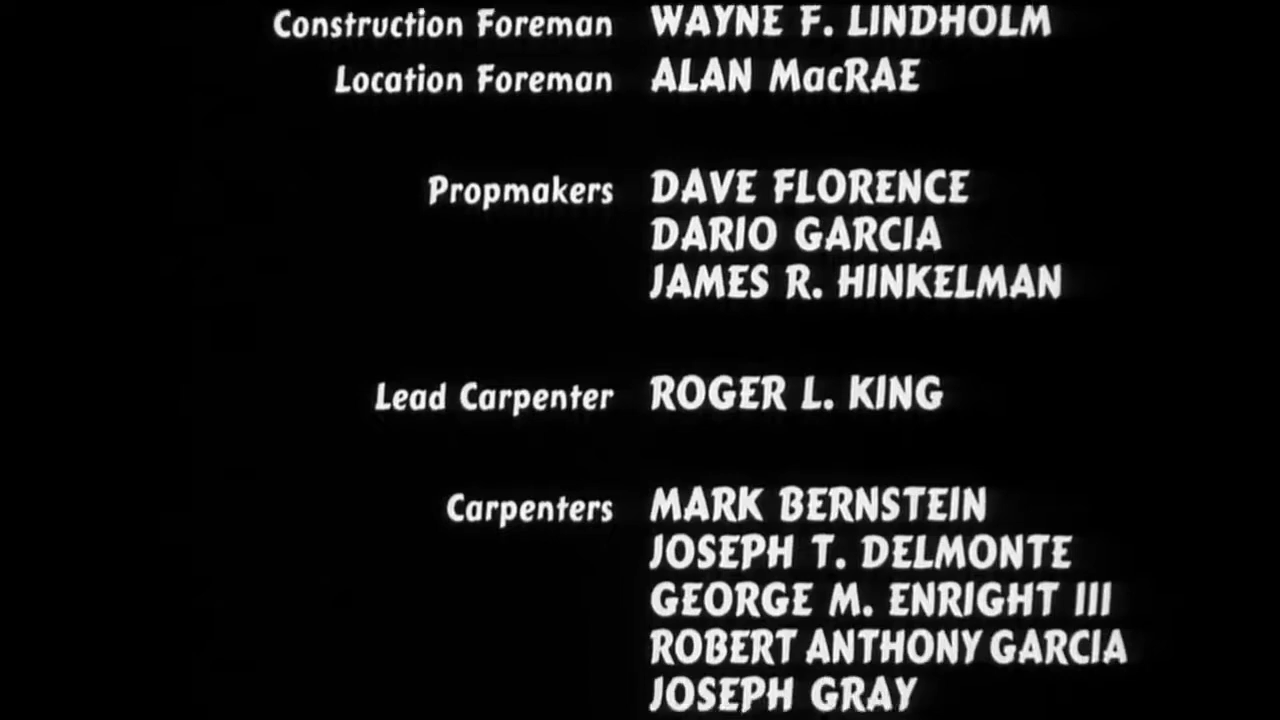 Construction Foreman WAYNE F. LINDHOLM
Location Foreman ALAN MacRAE
Propmakers DAVE FLORENCE
DARIO GARCIA
JAMES R. HINKELMAN
Lead Carpenter ROGER L. KING
Carpenters MARK BERNSTEIN
JOSEPH T. DELMONTE
GEORGE M. ENRIGHT III
ROBERT ANTHONY GARCIA
JOSEPH GRAY